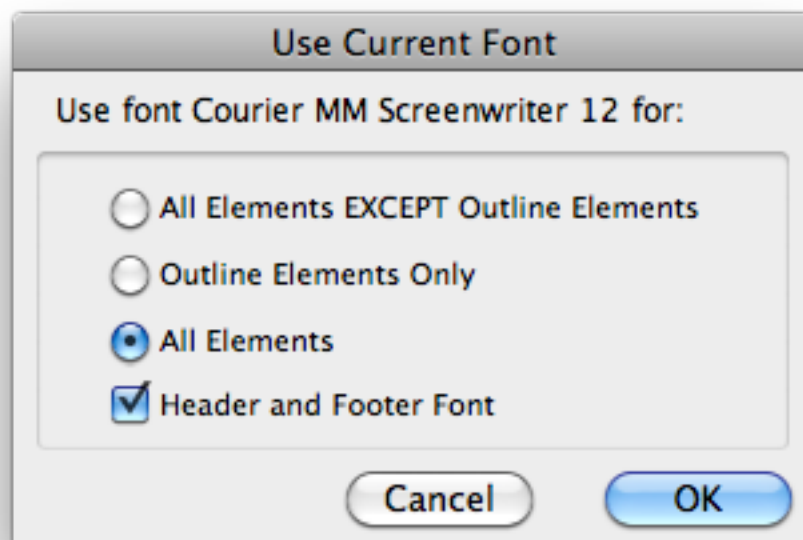 Use Current Font
Use font Courier MM Screenwriter 12 for:
All Elements EXCEPT Outline Elements
Outline Elements Only
All Elements
Header and Footer Font
Cancel OK